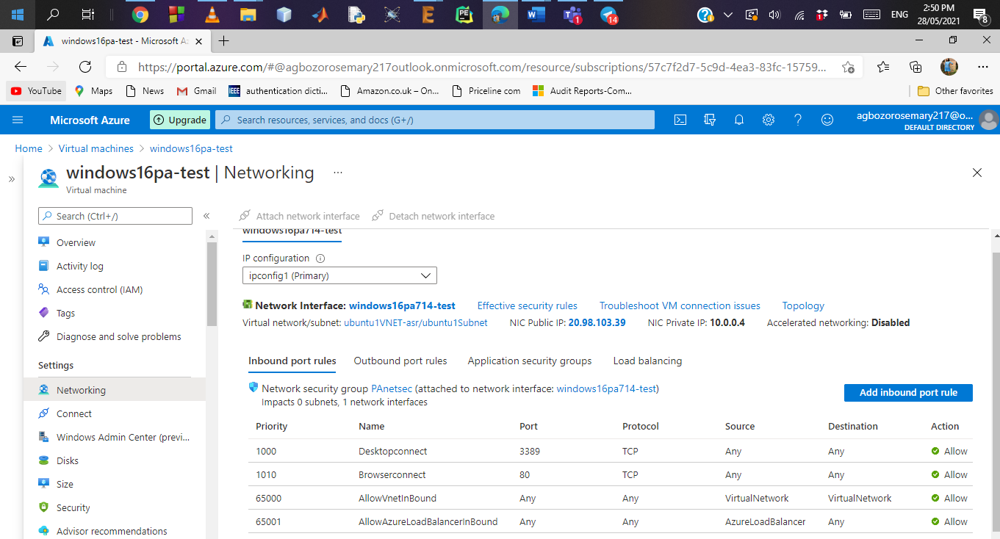 ENG
2:50 PM
28/05/2021
1
14
1
8
windows16pa-test - Microsoft Az
https://portal.azure.com/#@agbozorosemary217outlook.onmicrosoft.com/resource/subscriptions/57c7f2d7-5c9d-4ea3-83fc-15759...
YouTube Maps News Gmail IEEE authentication dicti... Amazon.co.uk – On... Priceline com Audit Reports-Com... Other favorites
Microsoft Azure Upgrade Search resources, services, and docs (G+/) agbozorosemary217@o...
DEFAULT DIRECTORY
Home > Virtual machines > windows16pa-test
windows16pa-test | Networking ...
Virtual machine
Search (Ctrl+/)
Overview
Activity log
Access control (IAM)
Tags
Diagnose and solve problems
Settings
Networking
Connect
Windows Admin Center (previ...
Disks
Size
Security
Advisor recommendations
Attach network interface Detach network interface
windows16pa714-test
IP configuration
ipconfig1 (Primary)
Network Interface: windows16pa714-test Effective security rules Troubleshoot VM connection issues Topology
Virtual network/subnet: ubuntu1VNET-asr/ubuntu1Subnet NIC Public IP: 20.98.103.39 NIC Private IP: 10.0.0.4 Accelerated networking: Disabled
Inbound port rules Outbound port rules Application security groups Load balancing
Network security group PAnetsec (attached to network interface: windows16pa714-test)
Impacts 0 subnets, 1 network interfaces
Add inbound port rule
Priority Name Port Protocol Source Destination Action
1000 Desktopconnect 3389 TCP Any Any Allow
1010 Browserconnect 80 TCP Any Any Allow
65000 AllowVnetInBound Any Any VirtualNetwork VirtualNetwork Allow
65001 AllowAzureLoadBalancerInBound Any Any AzureLoadBalancer Any Allow